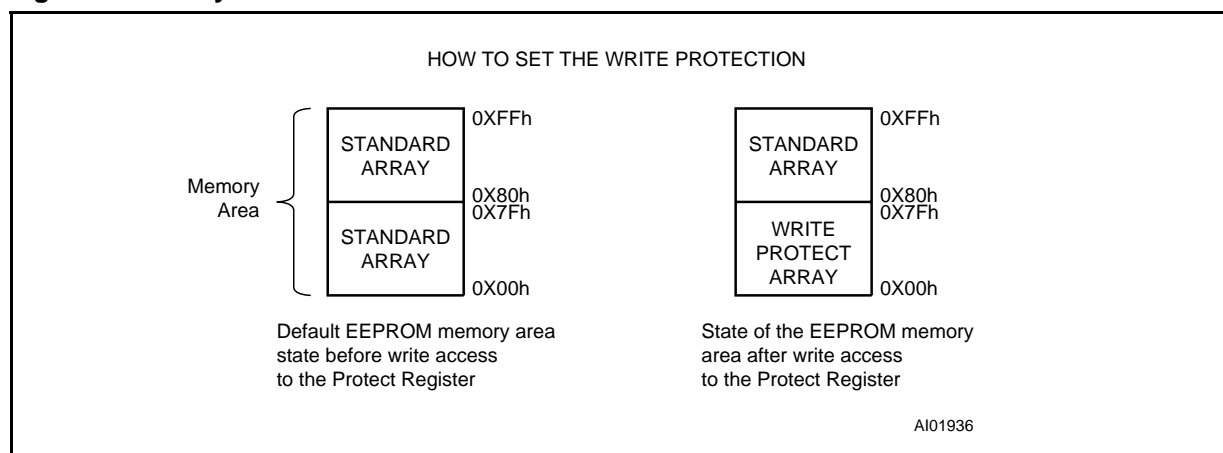 HOW TO SET THE WRITE PROTECTION
Memory
Area
STANDARD
ARRAY
STANDARD
ARRAY
0XFFh
0X80h
0X7Fh
0X00h
Default EEPROM memory area
state before write access
to the Protect Register
STANDARD
ARRAY
WRITE
PROTECT
ARRAY
0XFFh
0X80h
0X7Fh
0X00h
State of the EEPROM memory
area after write access
to the Protect Register
AI01936